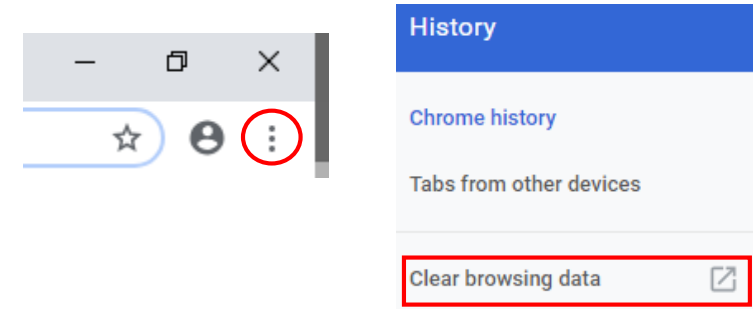 History
Chrome history
Tabs from other devices
Clear browsing data